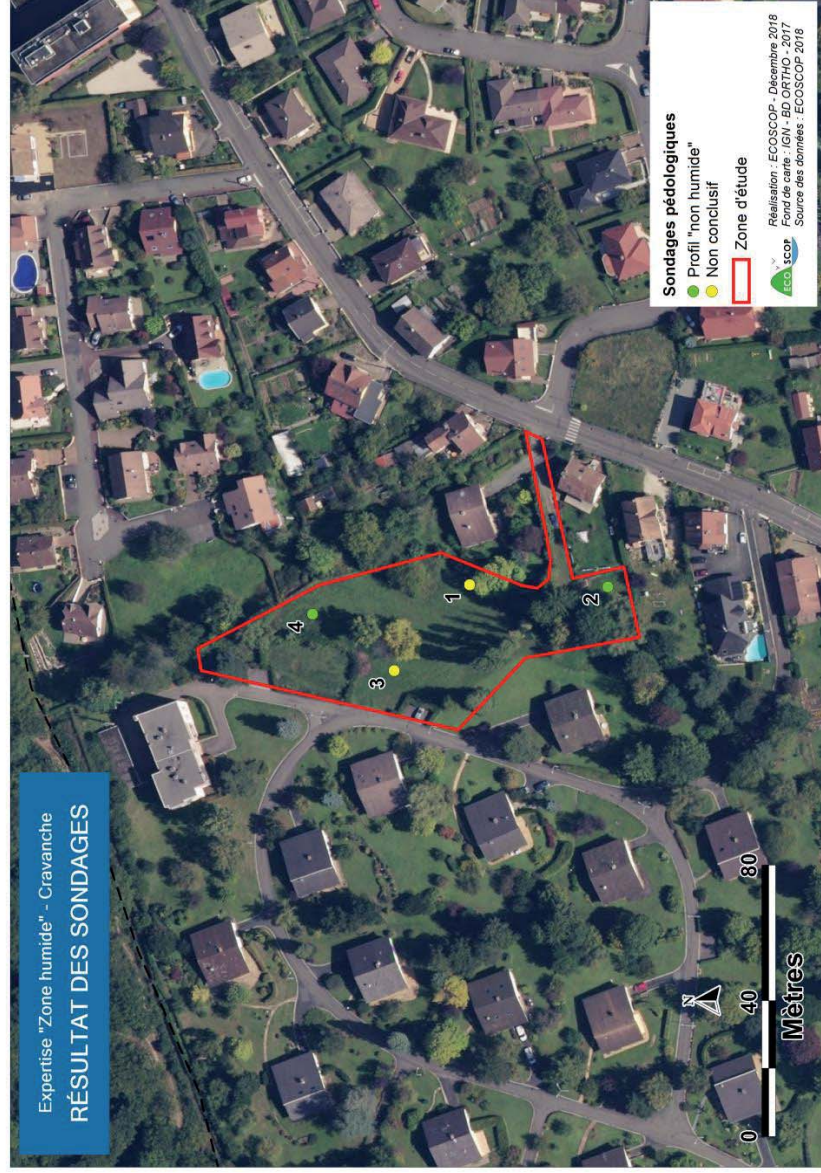 Expertise "Zone humide" - Cravanche
RÉSULTAT DES SONDAGES
4
3
1
2
Sondages pédologiques
Profil "non humide"
Non conclusif
Zone d'étude
ECO SCOP
Réalisation : ECOSCOP - Décembre 2018
Fond de carte : IGN - BD ORTHO - 2017
Source des données : ECOSCOP 2018
N
0 40 80
Mètres